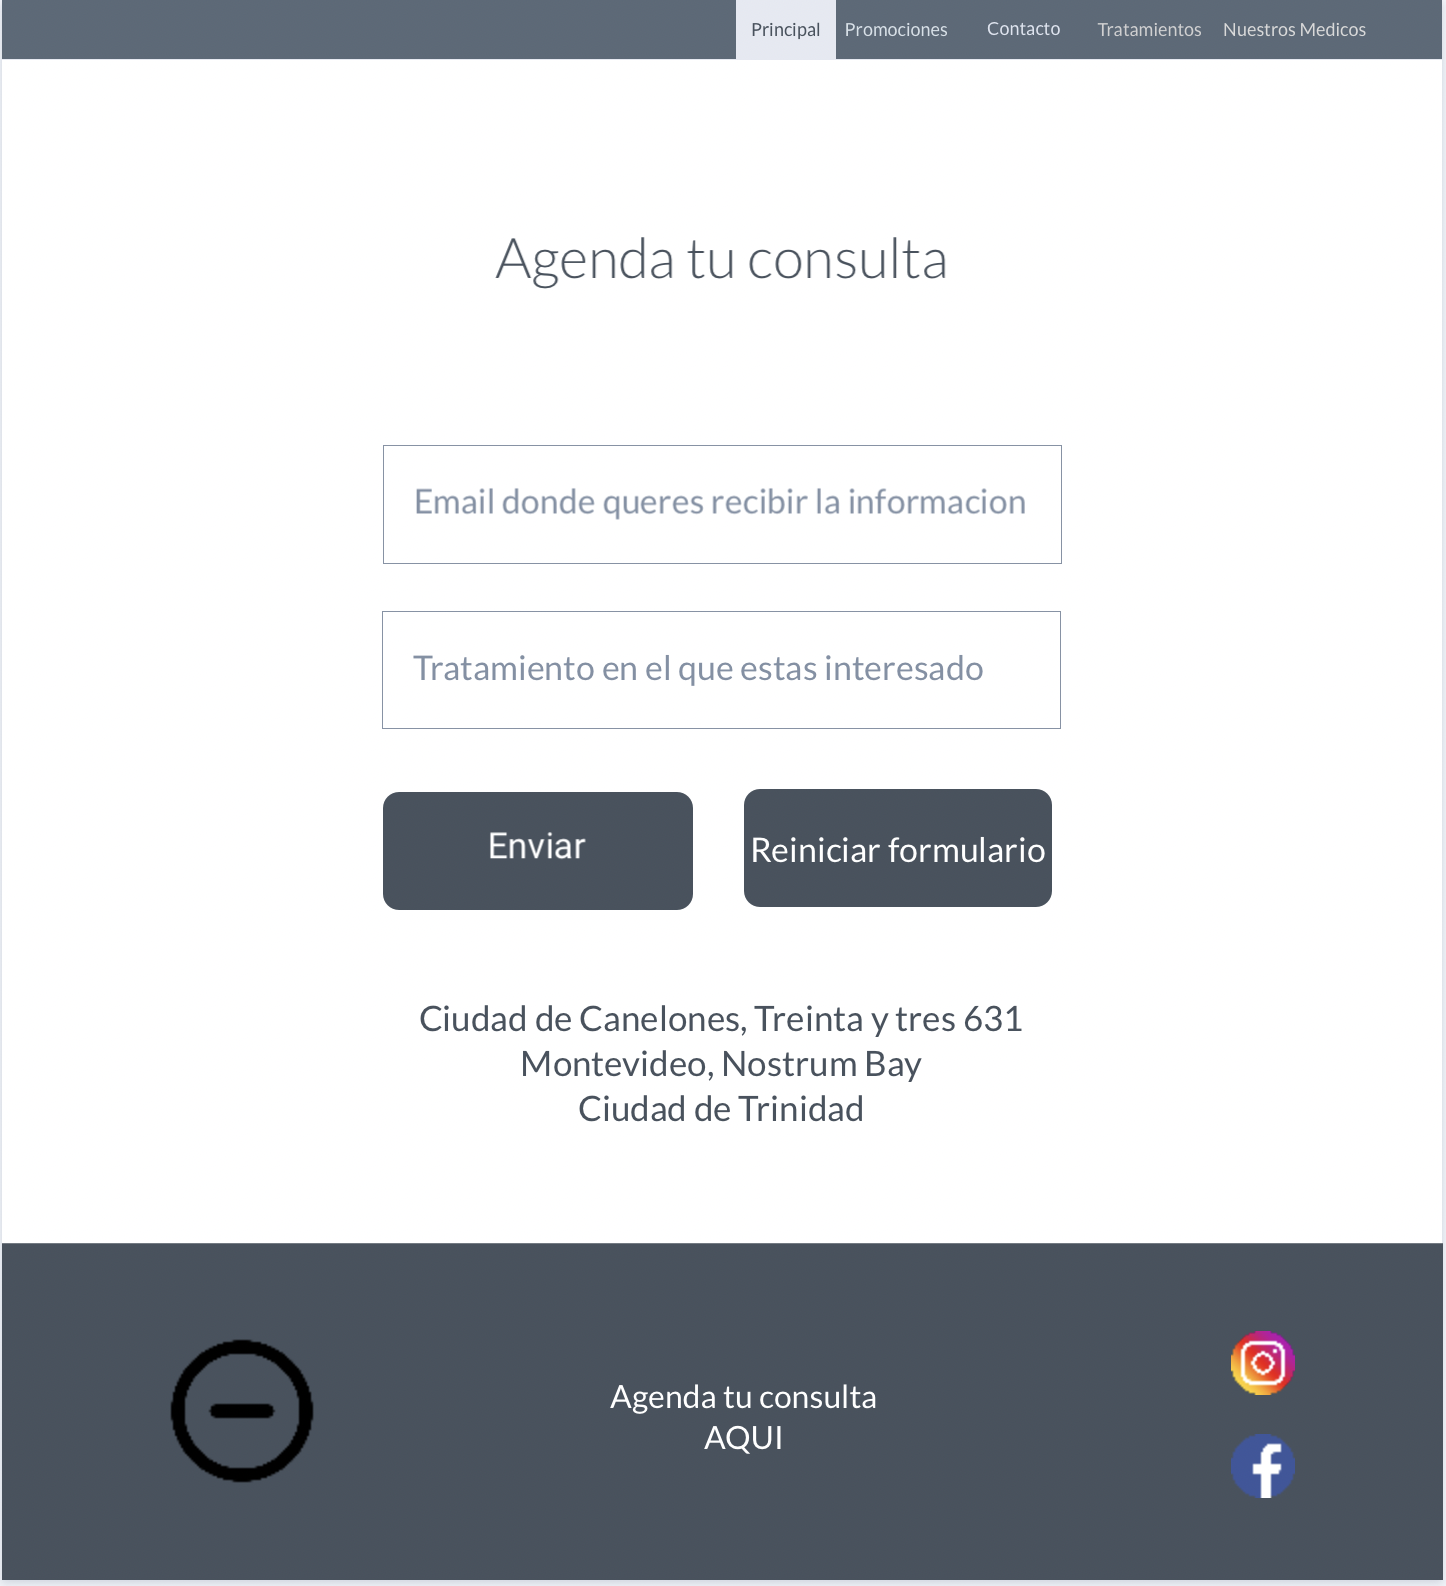 Principal Promociones Contacto Tratamientos Nuestros Medicos
Agenda tu consulta
Email donde queres recibir la informacion
Tratamiento en el que estas interesado
Enviar Reiniciar formulario
Ciudad de Canelones, Treinta y tres 631
Montevideo, Nostrum Bay
Ciudad de Trinidad
Agenda tu consulta
AQUI